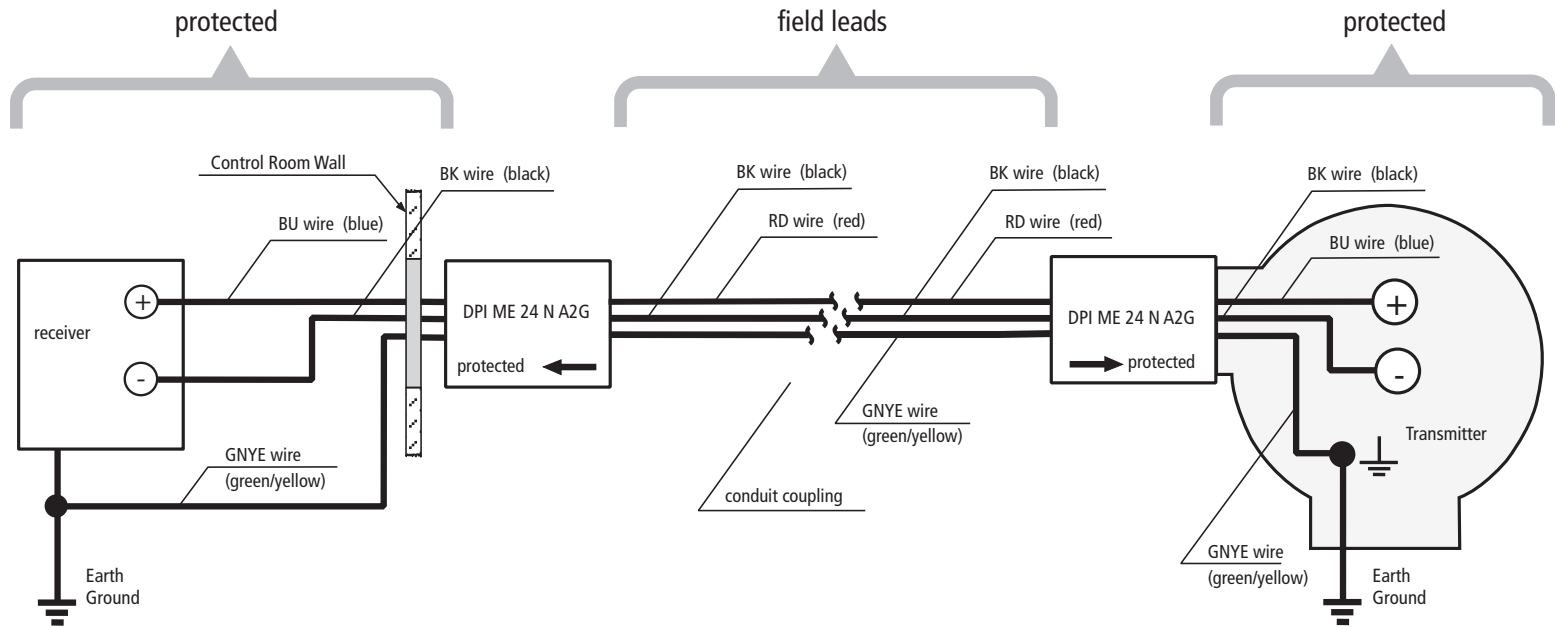 protected
field leads
protected
Control Room Wall
BK wire (black)
BU wire (blue)
BK wire (black)
RD wire (red)
BK wire (black)
RD wire (red)
BK wire (black)
BU wire (blue)
+
-
receiver
DPI ME 24 N A2G
protected
DPI ME 24 N A2G
protected
+
-
Transmitter
GNYE wire
(green/yellow)
GNYE wire
(green/yellow)
conduit coupling
GNYE wire
(green/yellow)
Earth
Ground
Earth
Ground